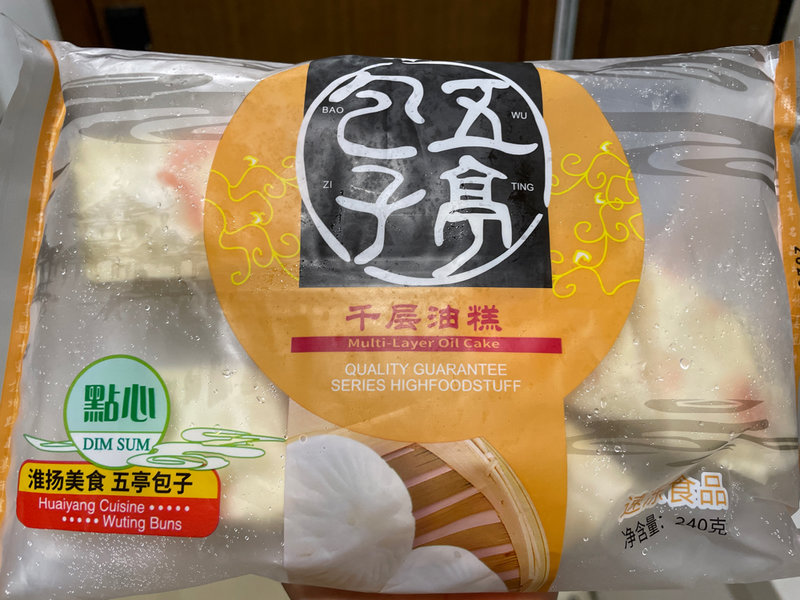 五亭
包子
BAO
WU
ZI
TING
千层油糕
Multi-Layer Oil Cake
QUALITY GUARANTEE
SERIES HIGHFOODSTUFF
點心
DIM SUM
淮扬美食 五亭包子
Huaiyang Cuisine
Wuting Buns
速冻食品
净含量: 240克